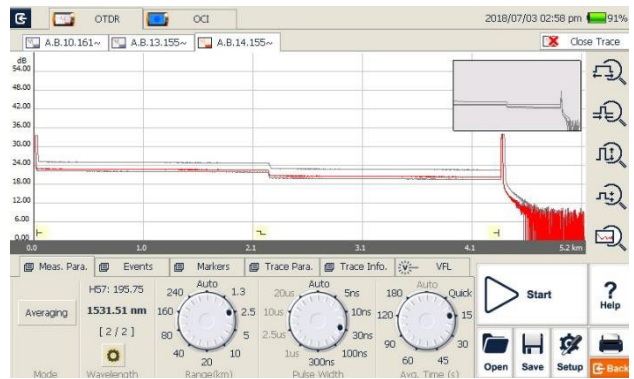 OTDR OCI 2018/07/03 02:58 pm 91%
A.B.10.161~ A.B.13.155~ A.B.14.155~ Close Trace
dB
54.00
48.00
42.00
36.00
30.00
24.00
18.00
12.00
6.00
0.00
0.0 1.0 2.1 3.1 4.1 5.2 km
Meas. Para. Events Markers Trace Para. Trace Info. VFL
Averaging
Mode
H57: 195.75
1531.51 nm
[ 2 / 2 ]
Wavelength
Auto
240 1.3
160 2.5
80 5
40 10
20
Range(km)
Auto
20us 5ns
10us 10ns
2.5us 30ns
1us 100ns
300ns
Pulse Width
Auto
180 Quick
120 15
90 30
60 45
Avg. Time (s)
Start
Help
Open Save Setup Back